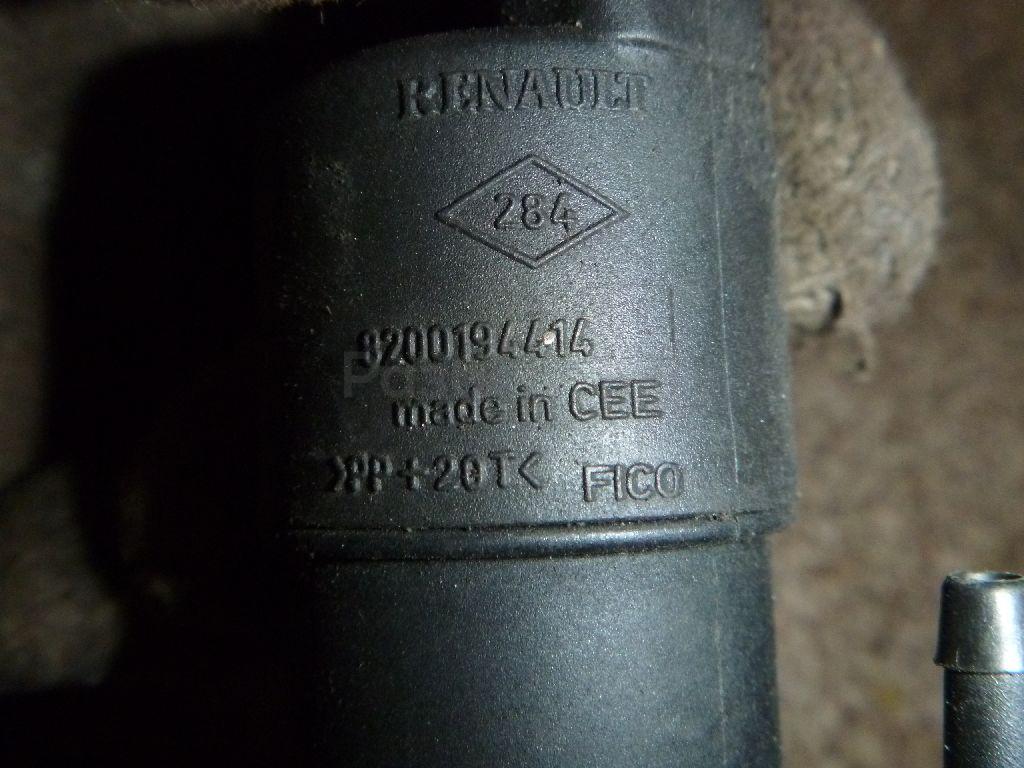 RENAULT
284
8200194414
made in CEE
>PP+20T< FICO